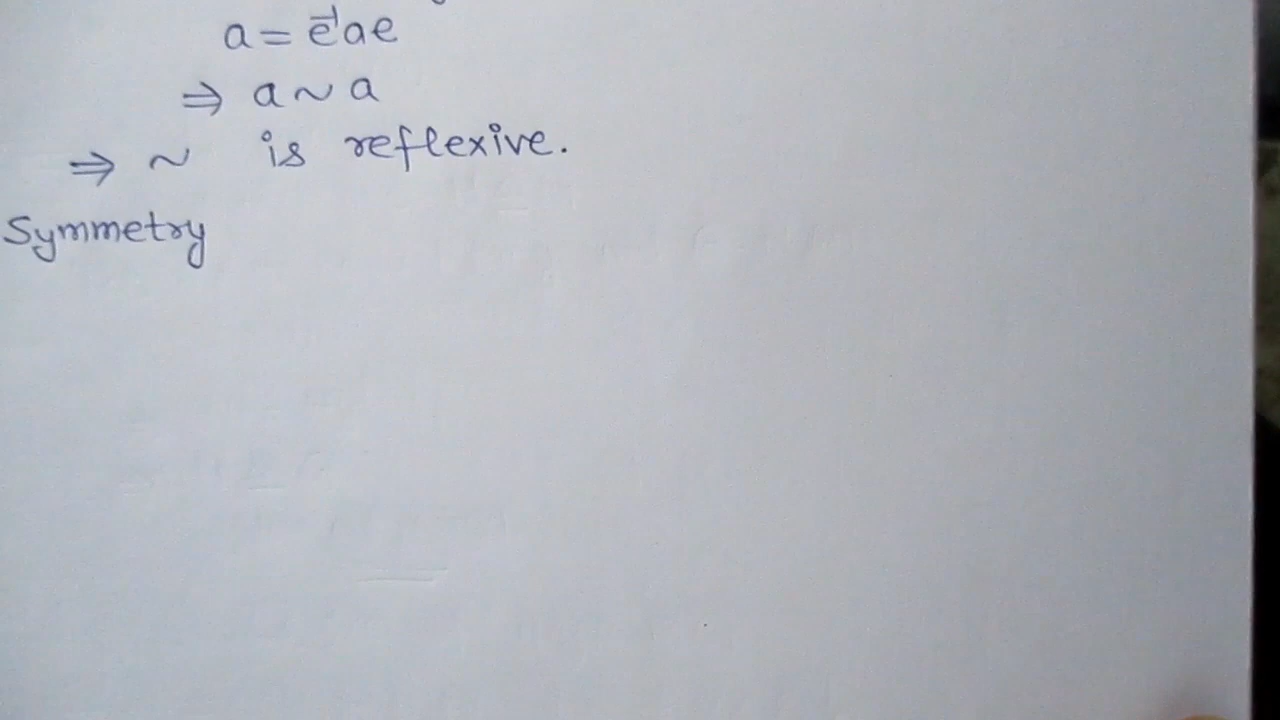 a = e⁻¹ae
⇒ a ~ a
⇒ ~ is reflexive.
Symmetry